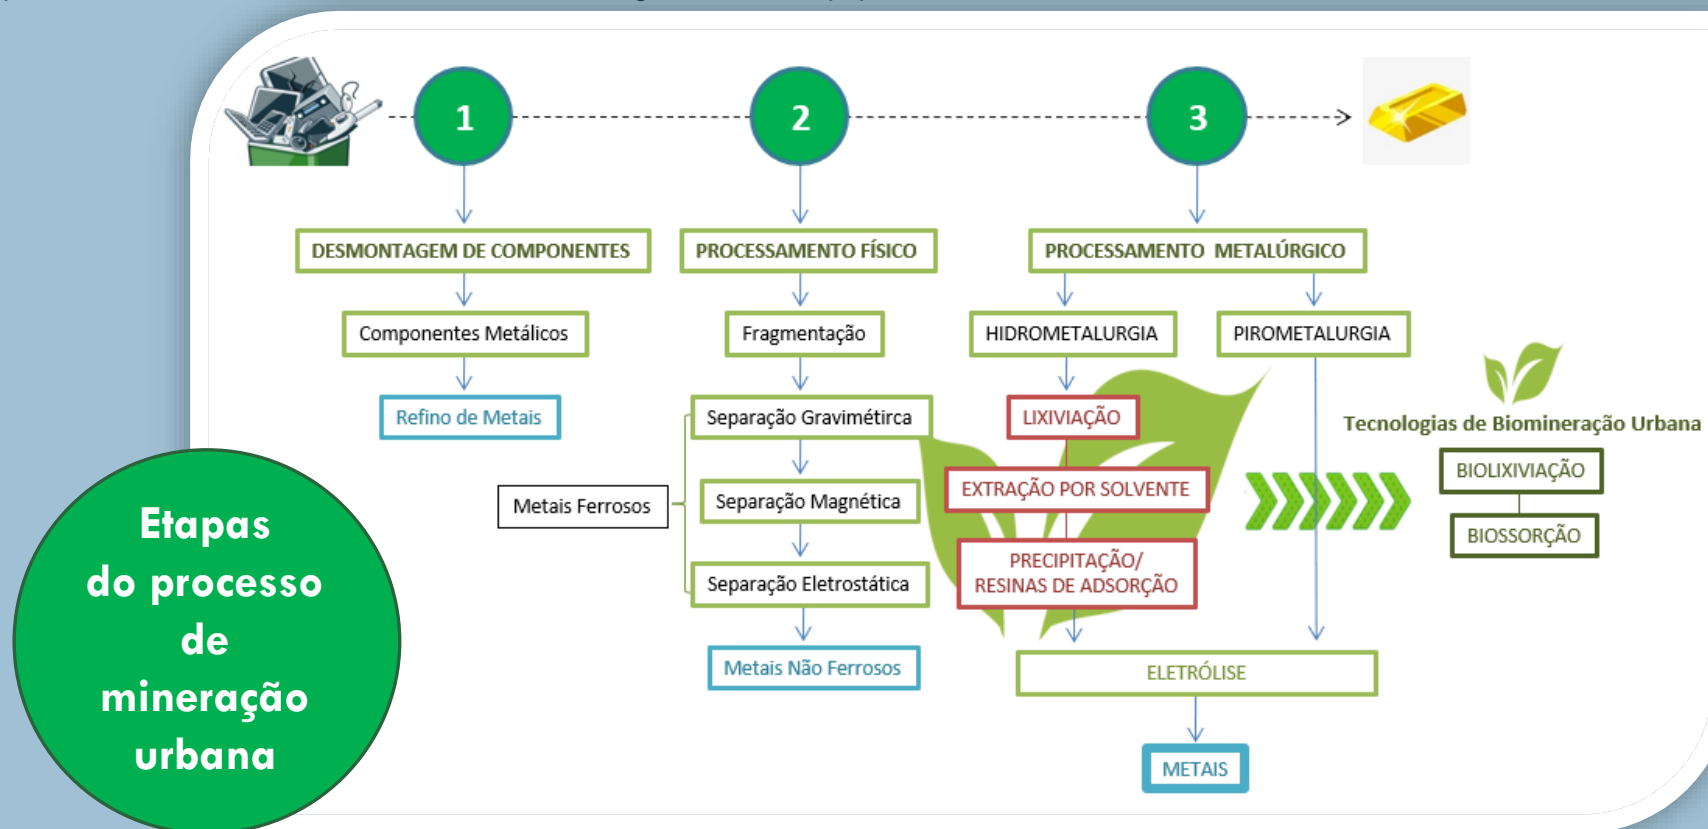 1
2
3
DESMONTAGEM DE COMPONENTES
PROCESSAMENTO FÍSICO
PROCESSAMENTO METALÚRGICO
Componentes Metálicos
Fragmentação
HIDROMETALURGIA
PIROMETALURGIA
Refino de Metais
Separação Gravimétirca
LIXIVIAÇÃO
Tecnologias de Biomineração Urbana
BIOLIXIVIAÇÃO
Metais Ferrosos
Separação Magnética
EXTRAÇÃO POR SOLVENTE
BIOSSORÇÃO
Separação Eletrostática
PRECIPITAÇÃO/
RESINAS DE ADSORÇÃO
Metais Não Ferrosos
ELETRÓLISE
METAIS
Etapas
do processo
de
mineração
urbana